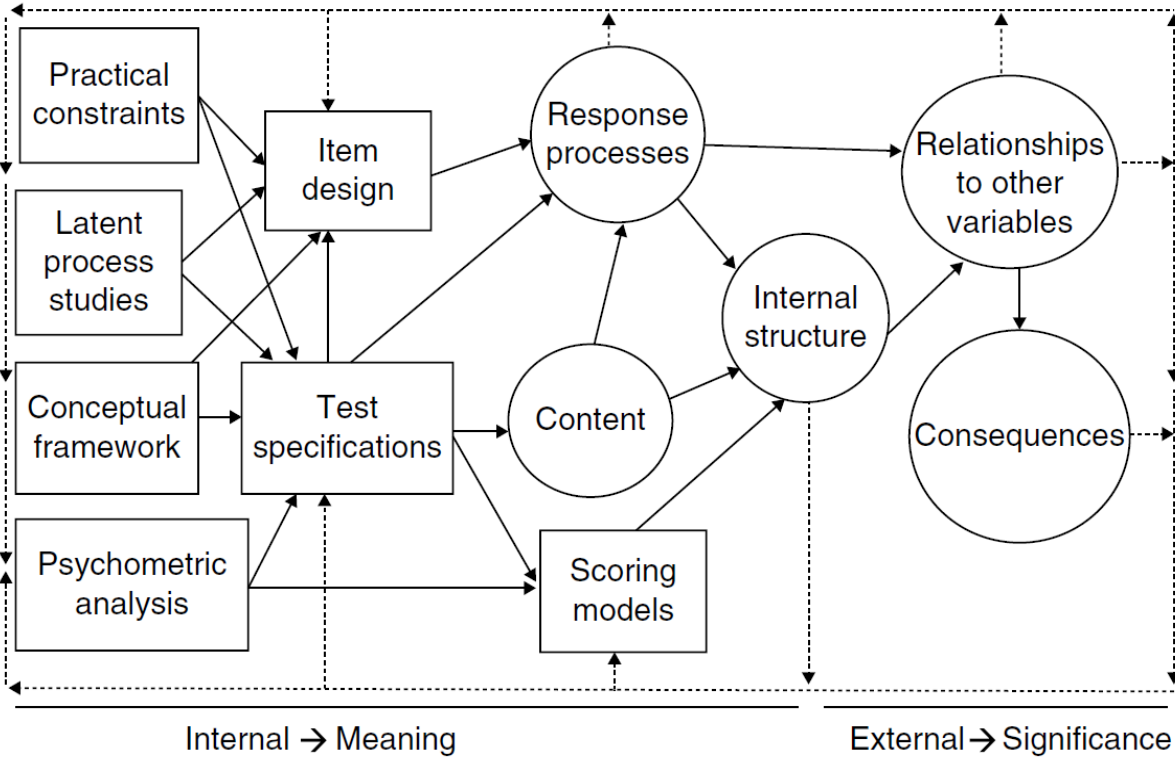 Practical
constraints
Item
design
Response
processes
Relationships
to other
variables
Latent
process
studies
Internal
structure
Conceptual
framework
Test
specifications
Content
Consequences
Psychometric
analysis
Scoring
models
Internal → Meaning
External → Significance